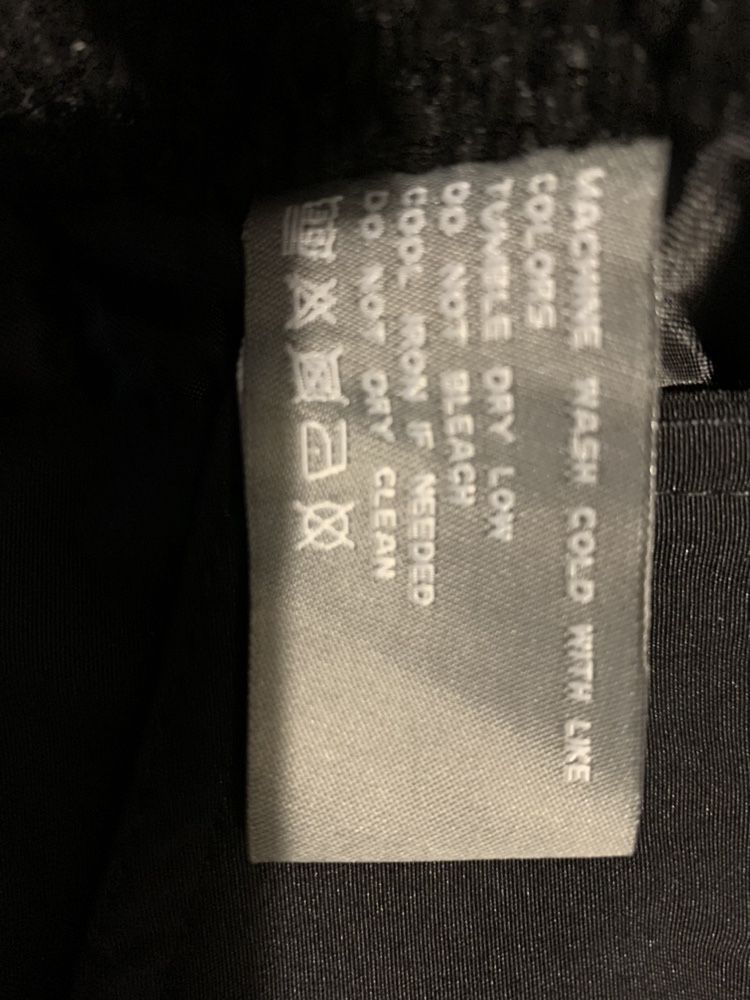 MACHINE WASH COLD WITH LIKE
COLORS
TUMBLE DRY LOW
DO NOT BLEACH
COOL IRON IF NEEDED
DO NOT DRY CLEAN